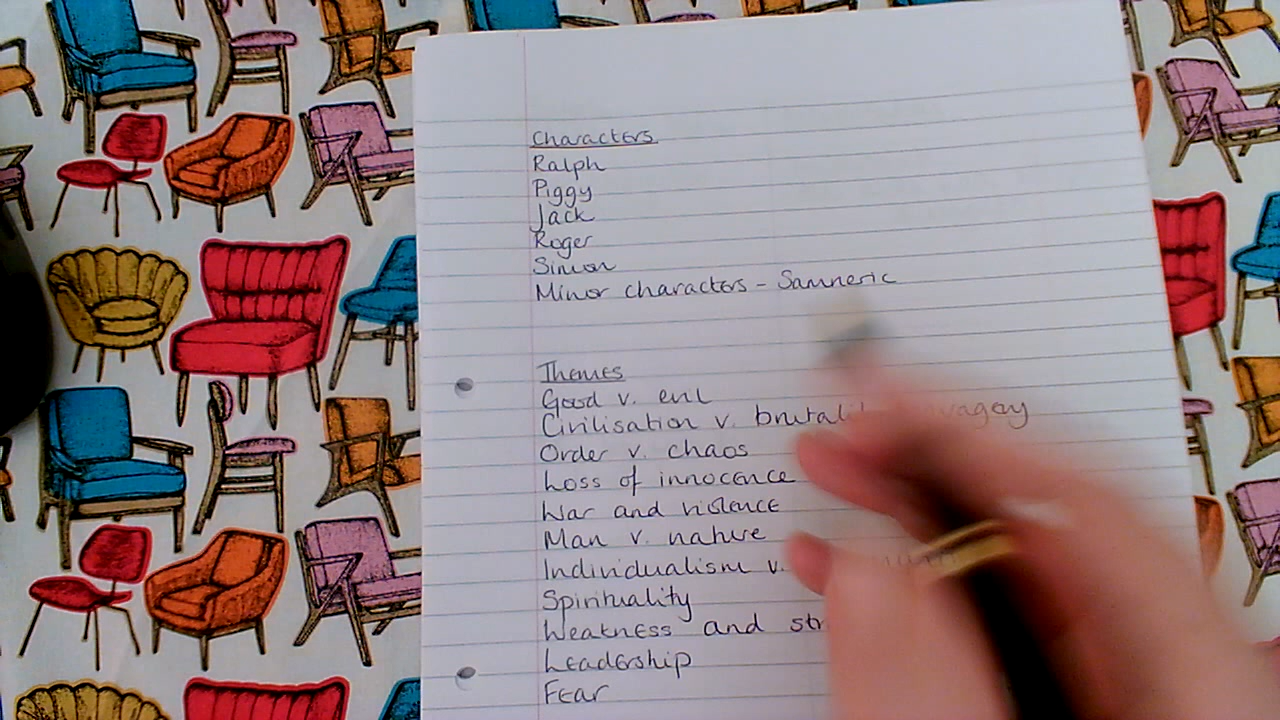 Characters
Ralph
Piggy
Jack
Roger
Simon
Minor characters - Samneric
Themes
Good v. evil
Civilisation v.
Order v. chaos
Loss of innocence
War and violence
Man v. nature
Individualism v.
Spirituality
Weakness and
Leadership
Fear